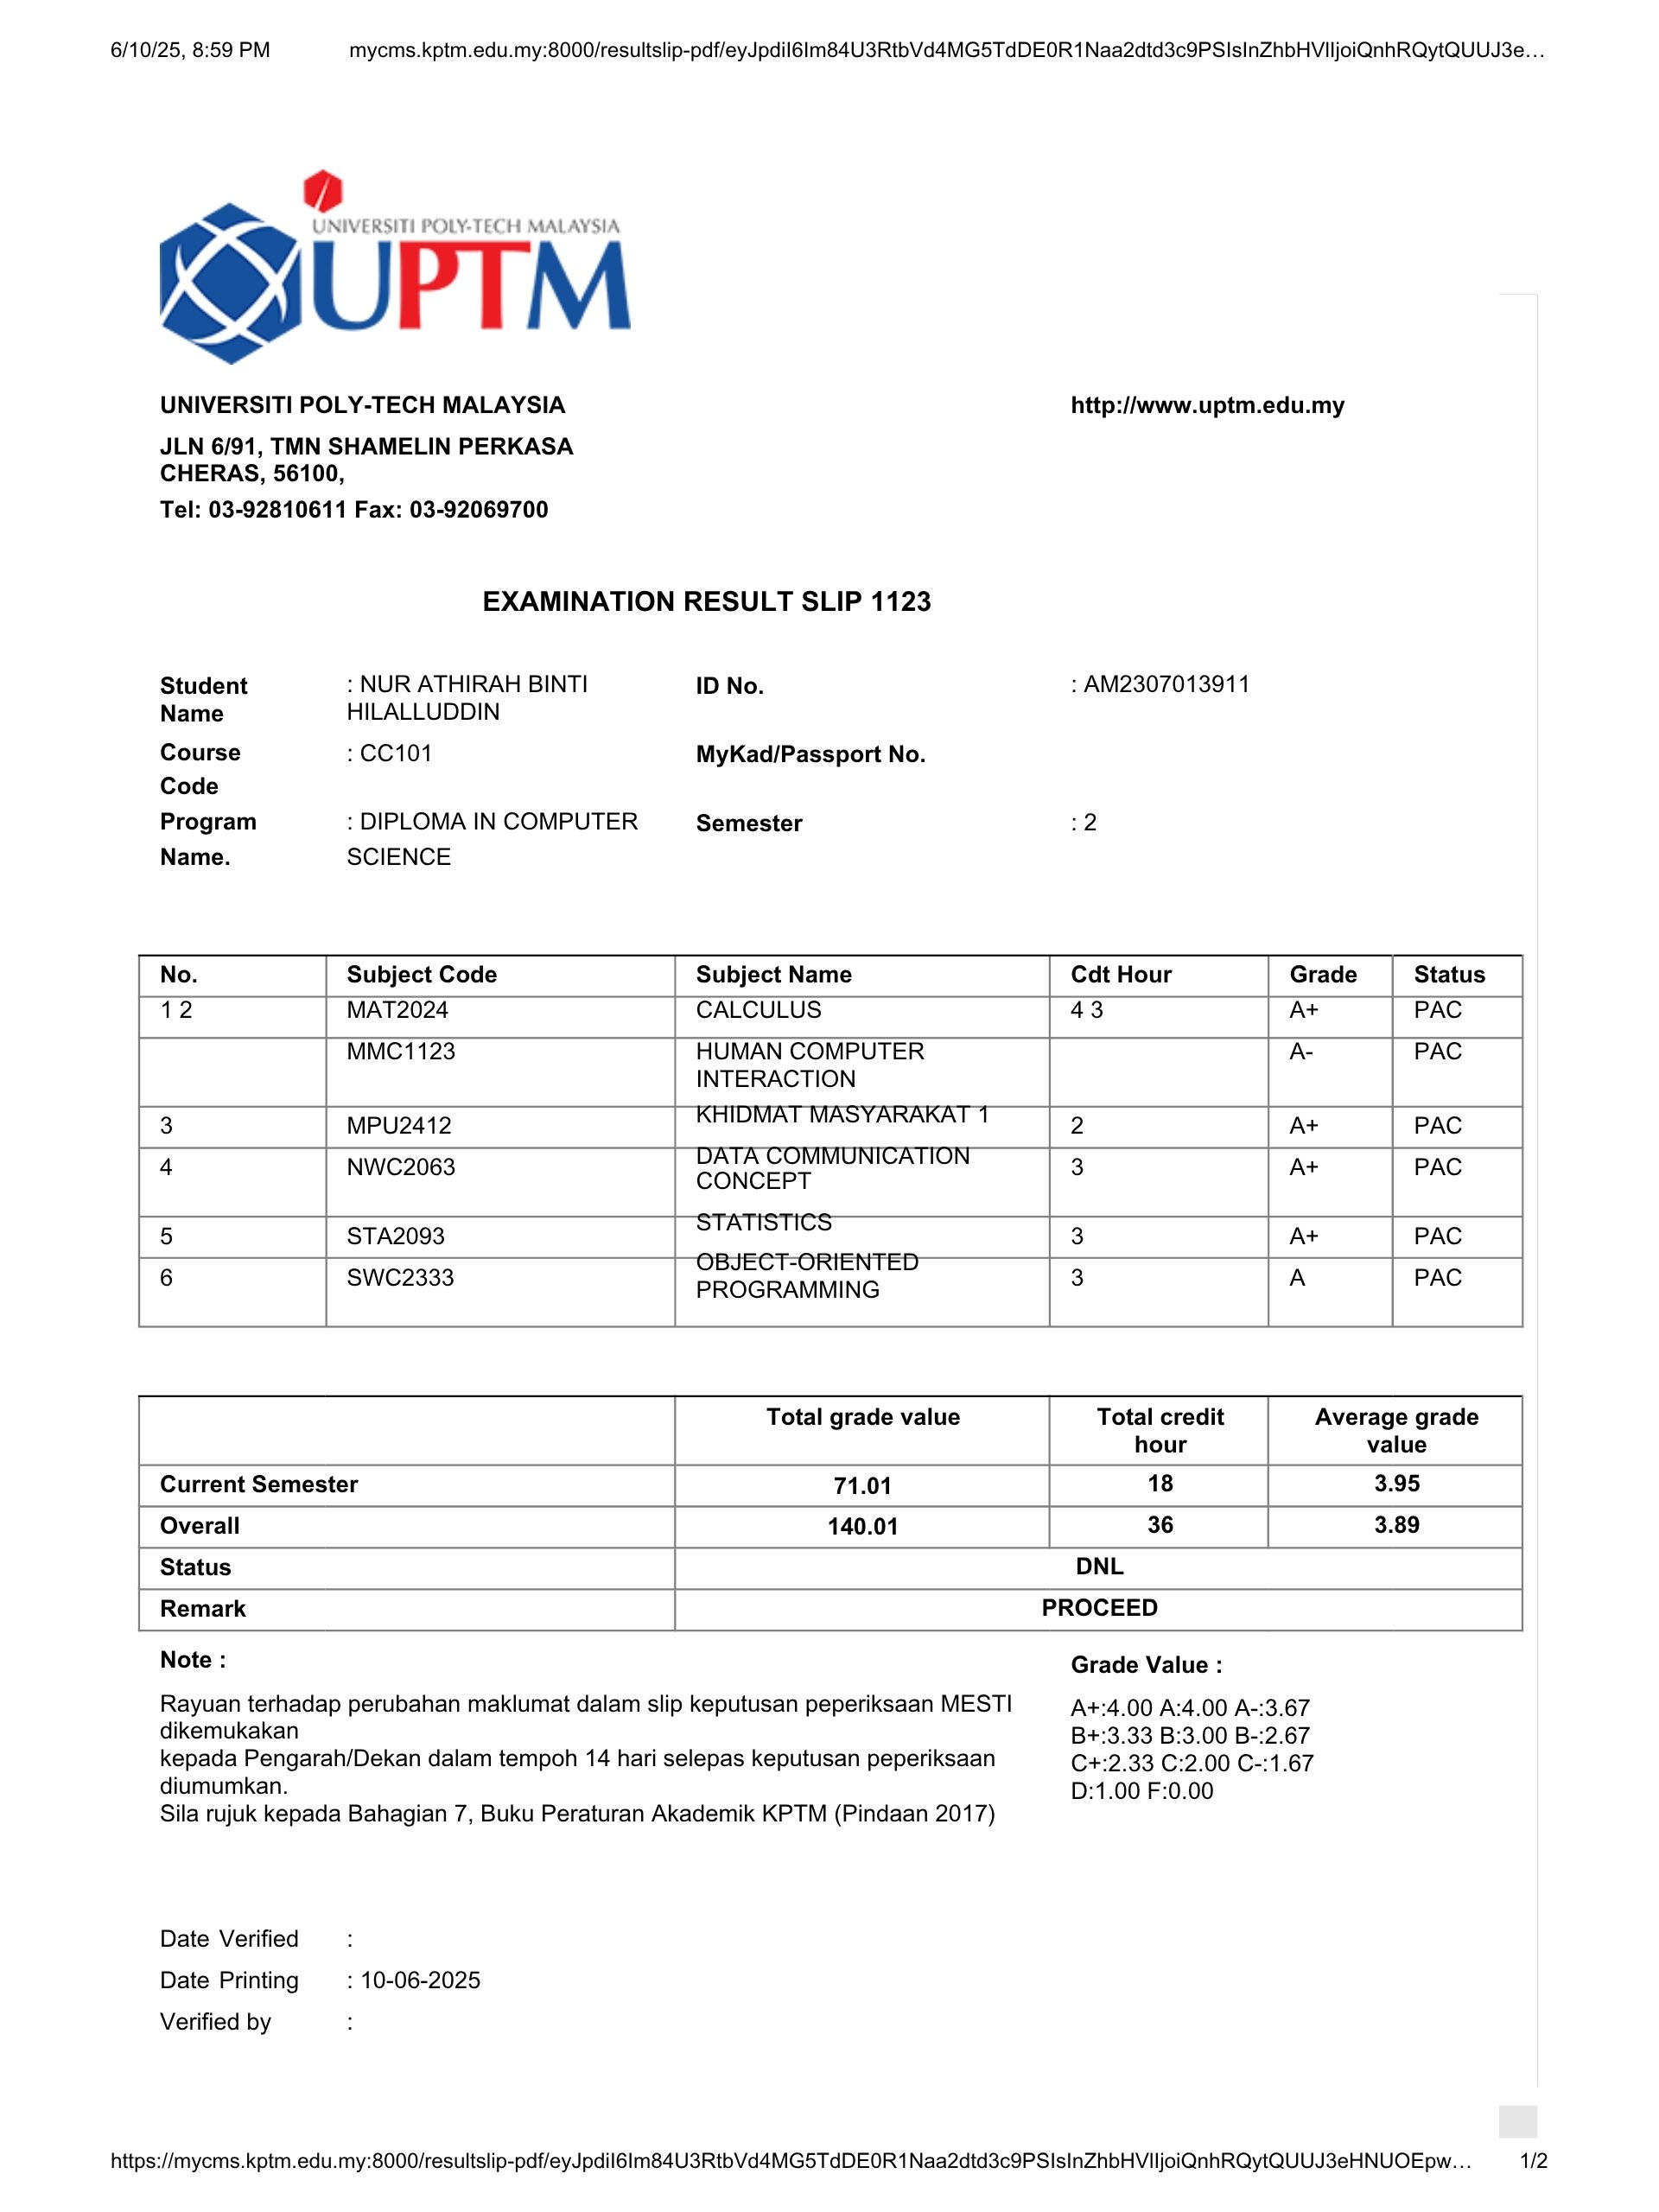 6/10/25, 8:59 PM mycms.kptm.edu.my:8000/resultslip-pdf/eyJpdiI6Im84U3RtbVd4MG5TdDE0R1Naa2dtd3c9PSIsInZhbHVlIjoiQnhRQytQUUJ3e…
UNIVERSITI POLY-TECH MALAYSIA
UPTM
UNIVERSITI POLY-TECH MALAYSIA http://www.uptm.edu.my
JLN 6/91, TMN SHAMELIN PERKASA
CHERAS, 56100,
Tel: 03-92810611 Fax: 03-92069700
EXAMINATION RESULT SLIP 1123
Student Name : NUR ATHIRAH BINTI HILALLUDDIN ID No. : AM2307013911
Course Code : CC101 MyKad/Passport No.
Program Name. : DIPLOMA IN COMPUTER SCIENCE Semester : 2
No. Subject Code Subject Name Cdt Hour Grade Status
1 2 MAT2024 CALCULUS 4 3 A+ PAC
MMC1123 HUMAN COMPUTER INTERACTION A- PAC
3 MPU2412 KHIDMAT MASYARAKAT 1 2 A+ PAC
4 NWC2063 DATA COMMUNICATION CONCEPT 3 A+ PAC
5 STA2093 STATISTICS 3 A+ PAC
6 SWC2333 OBJECT-ORIENTED PROGRAMMING 3 A PAC
Total grade value Total credit hour Average grade value
Current Semester 71.01 18 3.95
Overall 140.01 36 3.89
Status DNL
Remark PROCEED
Note :
Rayuan terhadap perubahan maklumat dalam slip keputusan peperiksaan MESTI
dikemukakan
kepada Pengarah/Dekan dalam tempoh 14 hari selepas keputusan peperiksaan
diumumkan.
Sila rujuk kepada Bahagian 7, Buku Peraturan Akademik KPTM (Pindaan 2017)
Grade Value :
A+:4.00 A:4.00 A-:3.67
B+:3.33 B:3.00 B-:2.67
C+:2.33 C:2.00 C-:1.67
D:1.00 F:0.00
Date Verified :
Date Printing : 10-06-2025
Verified by :
https://mycms.kptm.edu.my:8000/resultslip-pdf/eyJpdiI6Im84U3RtbVd4MG5TdDE0R1Naa2dtd3c9PSIsInZhbHVlIjoiQnhRQytQUUJ3eHNUOEpw… 1/2